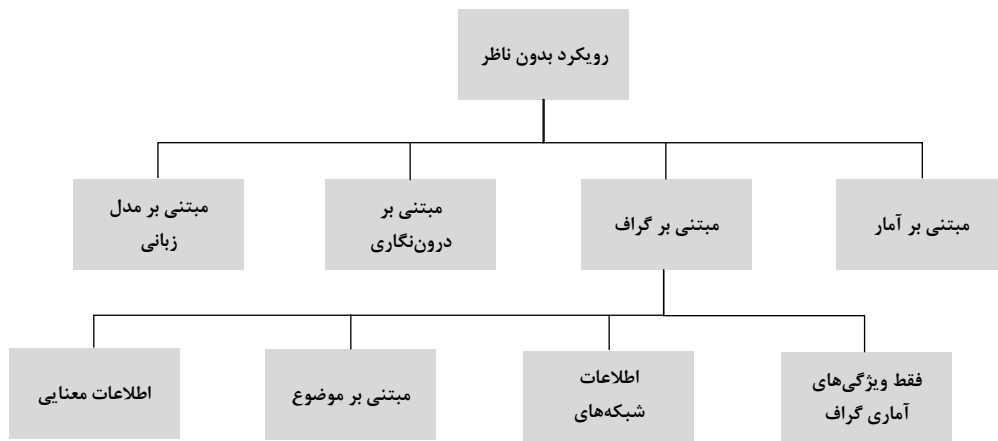 رویکرد بدون ناظر
مبتنی بر آمار
مبتنی بر گراف
مبتنی بر
درون‌نگاری
مبتنی بر مدل
زبانی
فقط ویژگی‌های
آماری گراف
اطلاعات
شبکه‌های
مبتنی بر موضوع
اطلاعات معنایی